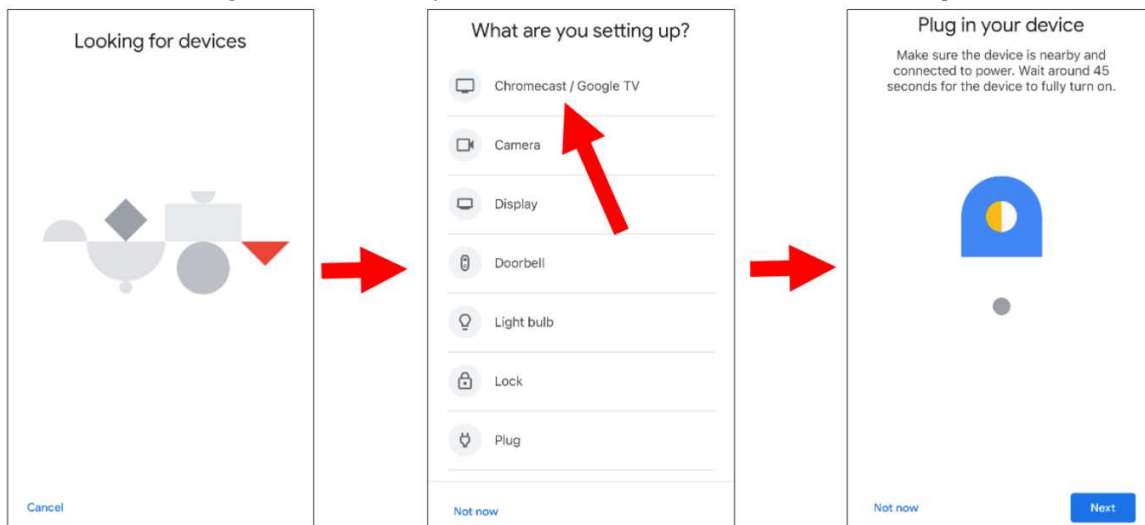 Looking for devices
Cancel
What are you setting up?
Chromecast / Google TV
Camera
Display
Doorbell
Light bulb
Lock
Plug
Not now
Plug in your device
Make sure the device is nearby and
connected to power. Wait around 45
seconds for the device to fully turn on.
Not now
Next